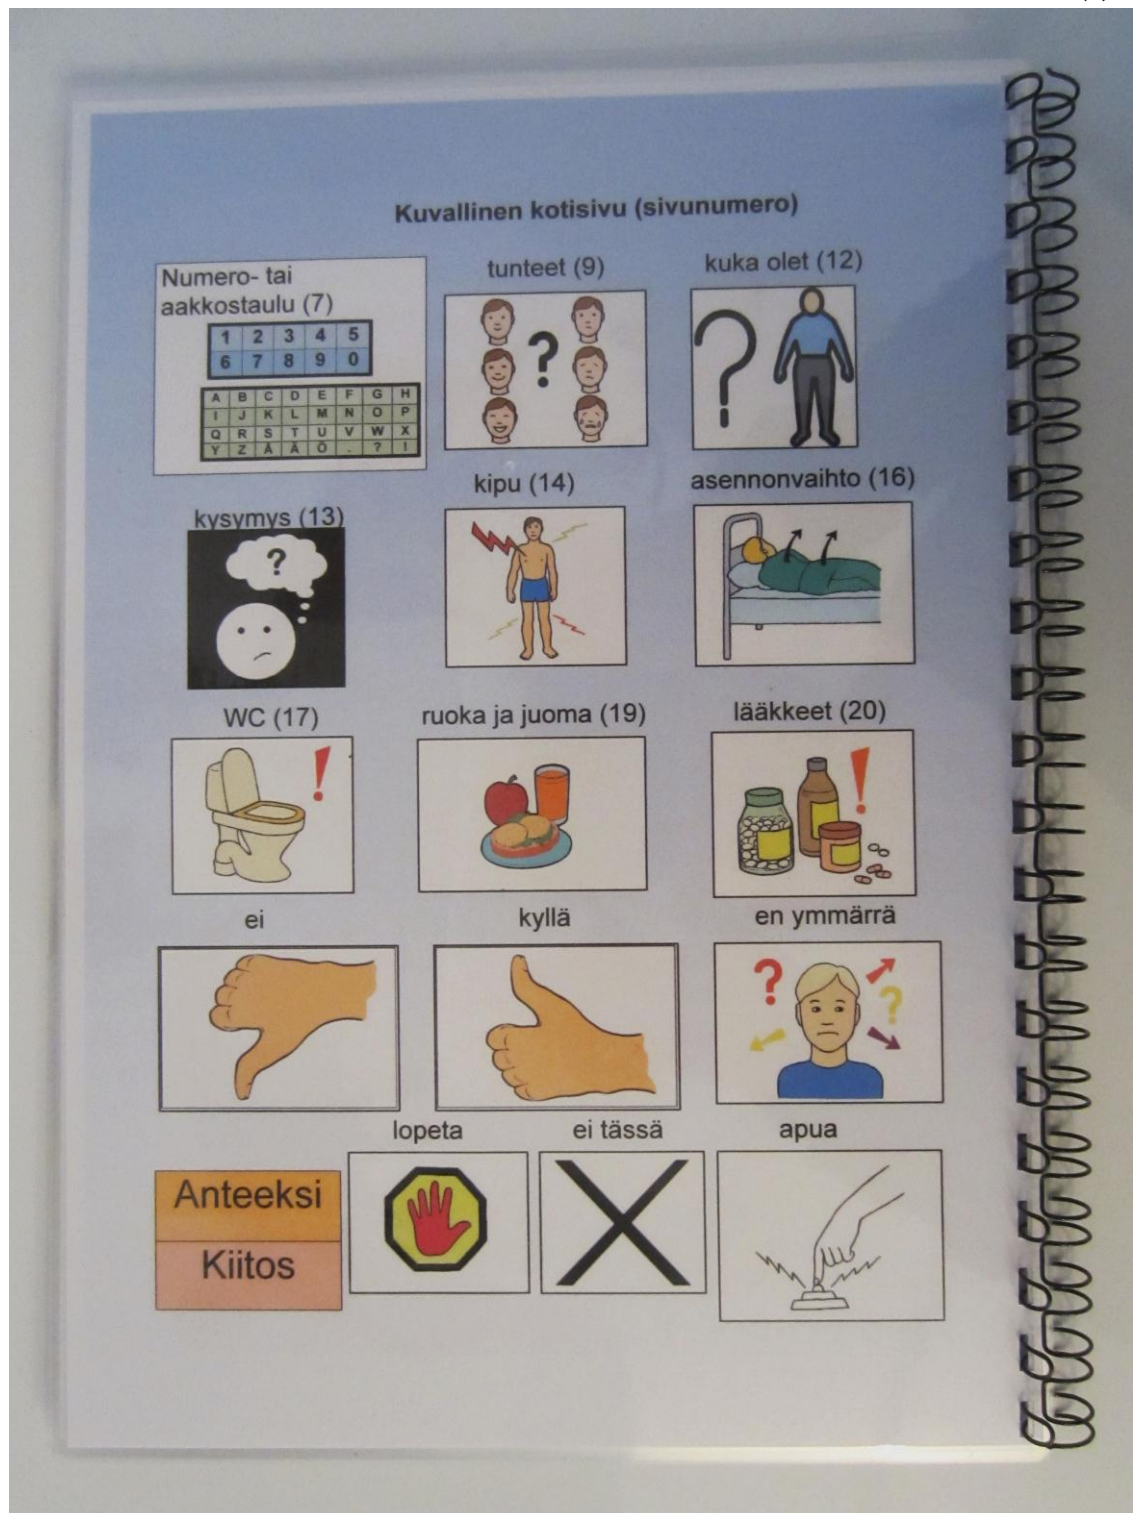 Kuvallinen kotisivu (sivunumero)
Numero- tai
aakkostaulu (7)
1 2 3 4 5
6 7 8 9 0
A B C D E F G H
I J K L M N O P
Q R S T U V W X
Y Z Å Ä Ö . ? !
tunteet (9)
?
kuka olet (12)
?
kysymys (13)
?
kipu (14)
asennonvaihto (16)
WC (17)
!
ruoka ja juoma (19)
lääkkeet (20)
!
ei
kyllä
en ymmärrä
? ?
Anteeksi
Kiitos
lopeta
ei tässä
apua